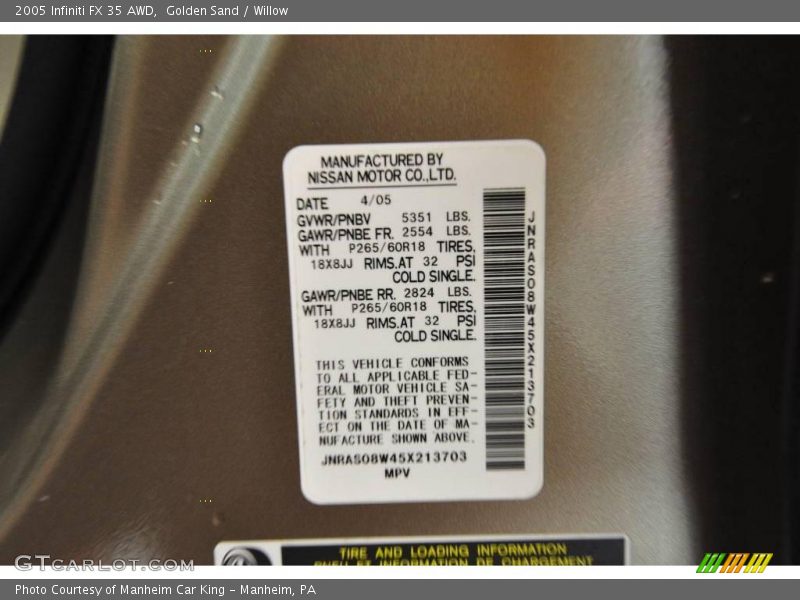 2005 Infiniti FX 35 AWD, Golden Sand / Willow
MANUFACTURED BY
NISSAN MOTOR CO.,LTD.
DATE 4/05
GVWR/PNBV 5351 LBS.
GAWR/PNBE FR. 2554 LBS.
WITH P265/60R18 TIRES,
18X8JJ RIMS,AT 32 PSI
COLD SINGLE.
GAWR/PNBE RR. 2824 LBS.
WITH P265/60R18 TIRES,
18X8JJ RIMS,AT 32 PSI
COLD SINGLE.
THIS VEHICLE CONFORMS
TO ALL APPLICABLE FED-
ERAL MOTOR VEHICLE SA-
FETY AND THEFT PREVEN-
TION STANDARDS IN EFF-
ECT ON THE DATE OF MA-
NUFACTURE SHOWN ABOVE.
JNRAS08W45X213703
MPV
JNRAS08W45X213703
TIRE AND LOADING INFORMATION
PNEU ET INFORMATION DE CHARGEMENT
GTCarLot.com
Photo Courtesy of Manheim Car King - Manheim, PA